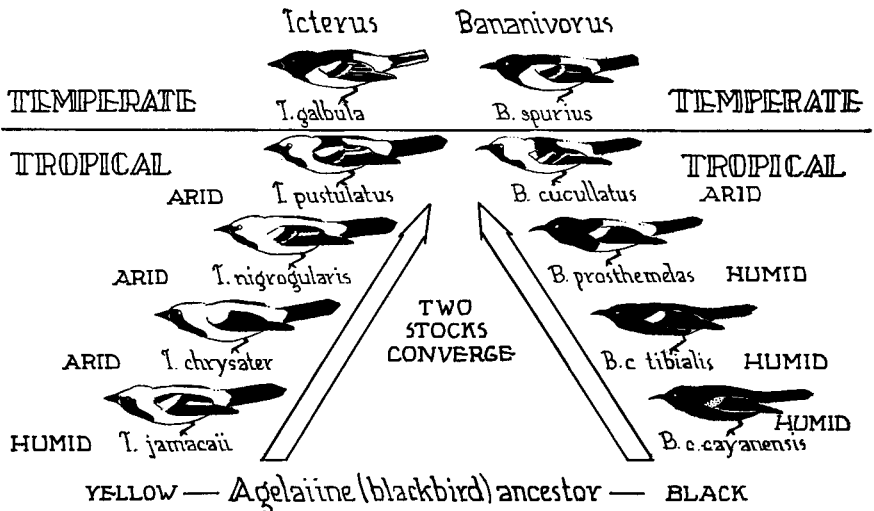 Icterus Bananivorus
TEMPERATE TEMPERATE
I. galbula B. spurius
TROPICAL TROPICAL
ARID I. pustulatus B. cucullatus ARID
ARID I. nigrogularis B. prosthemelas HUMID
TWO
STOCKS
CONVERGE
ARID I. chrysater B. c tibialis HUMID
HUMID I. jamacaii B. c. cayanensis HUMID
YELLOW — Agelaiine (blackbird) ancestor — BLACK